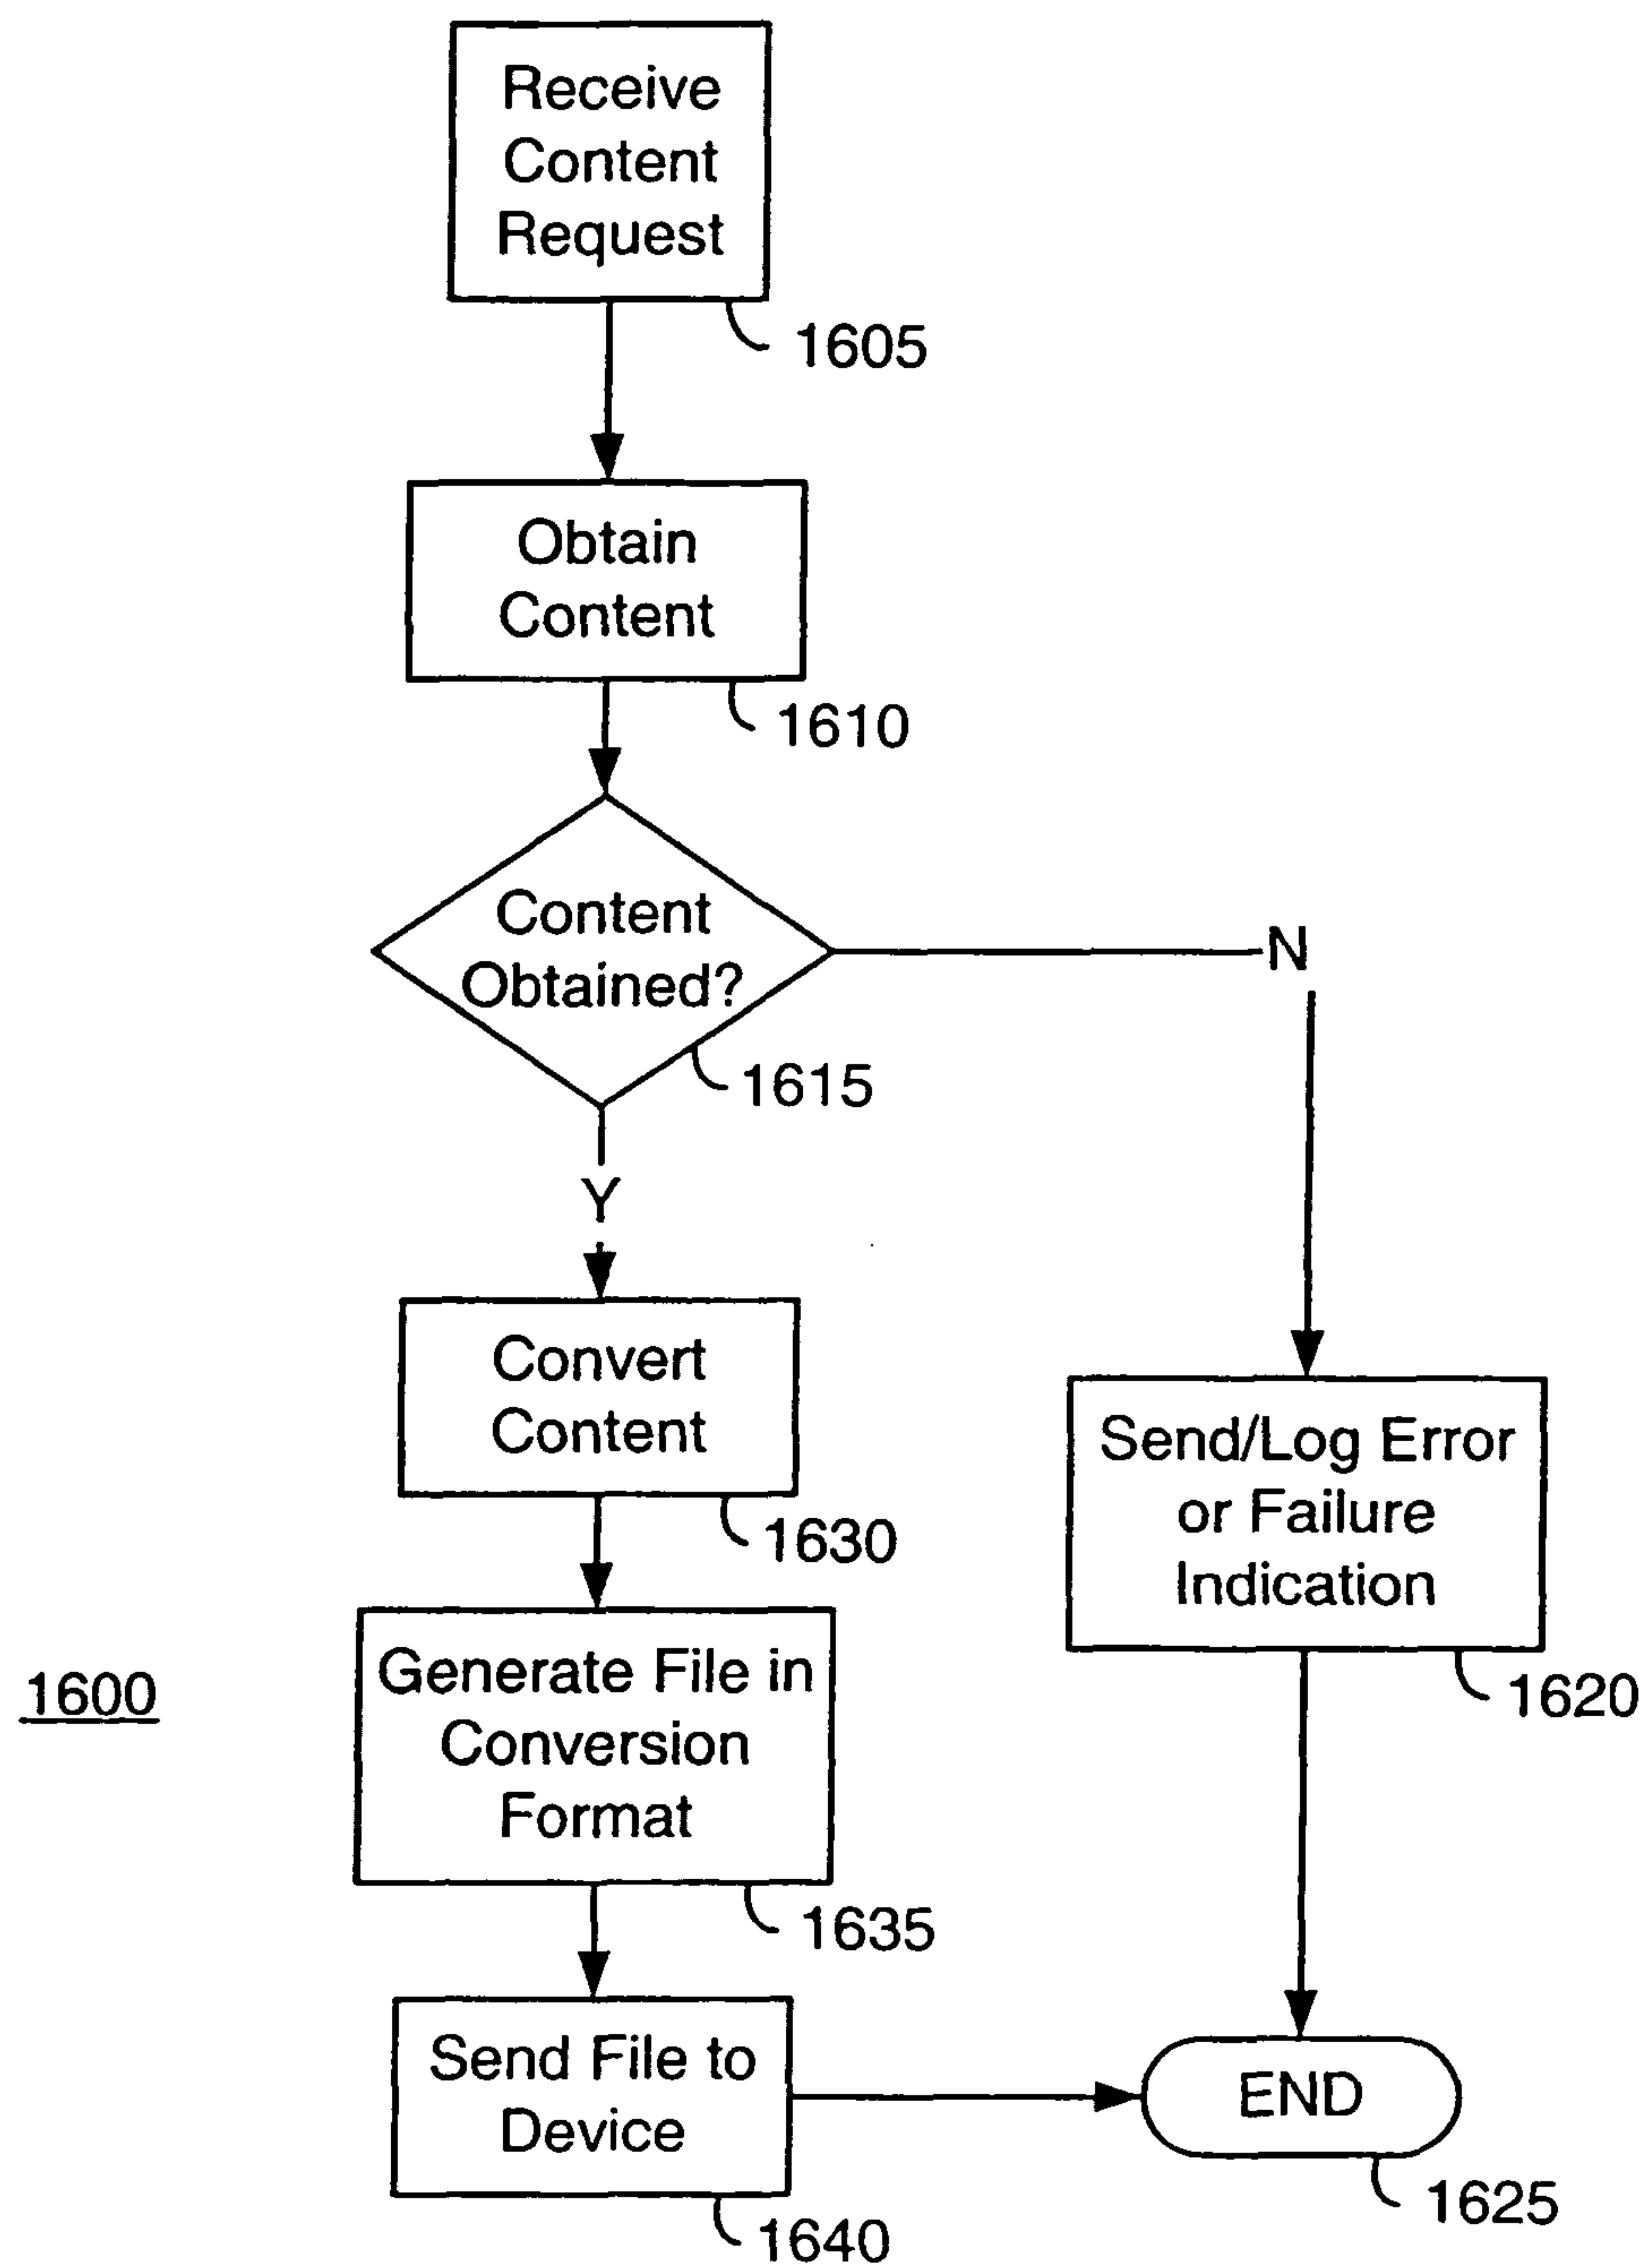 Receive
Content
Request
1605
Obtain
Content
1610
Content
Obtained?
N
1615
Y
Convert
Content
1630
Send/Log Error
or Failure
Indication
1620
Generate File in
Conversion
Format
1600
1635
Send File to
Device
1640
END
1625